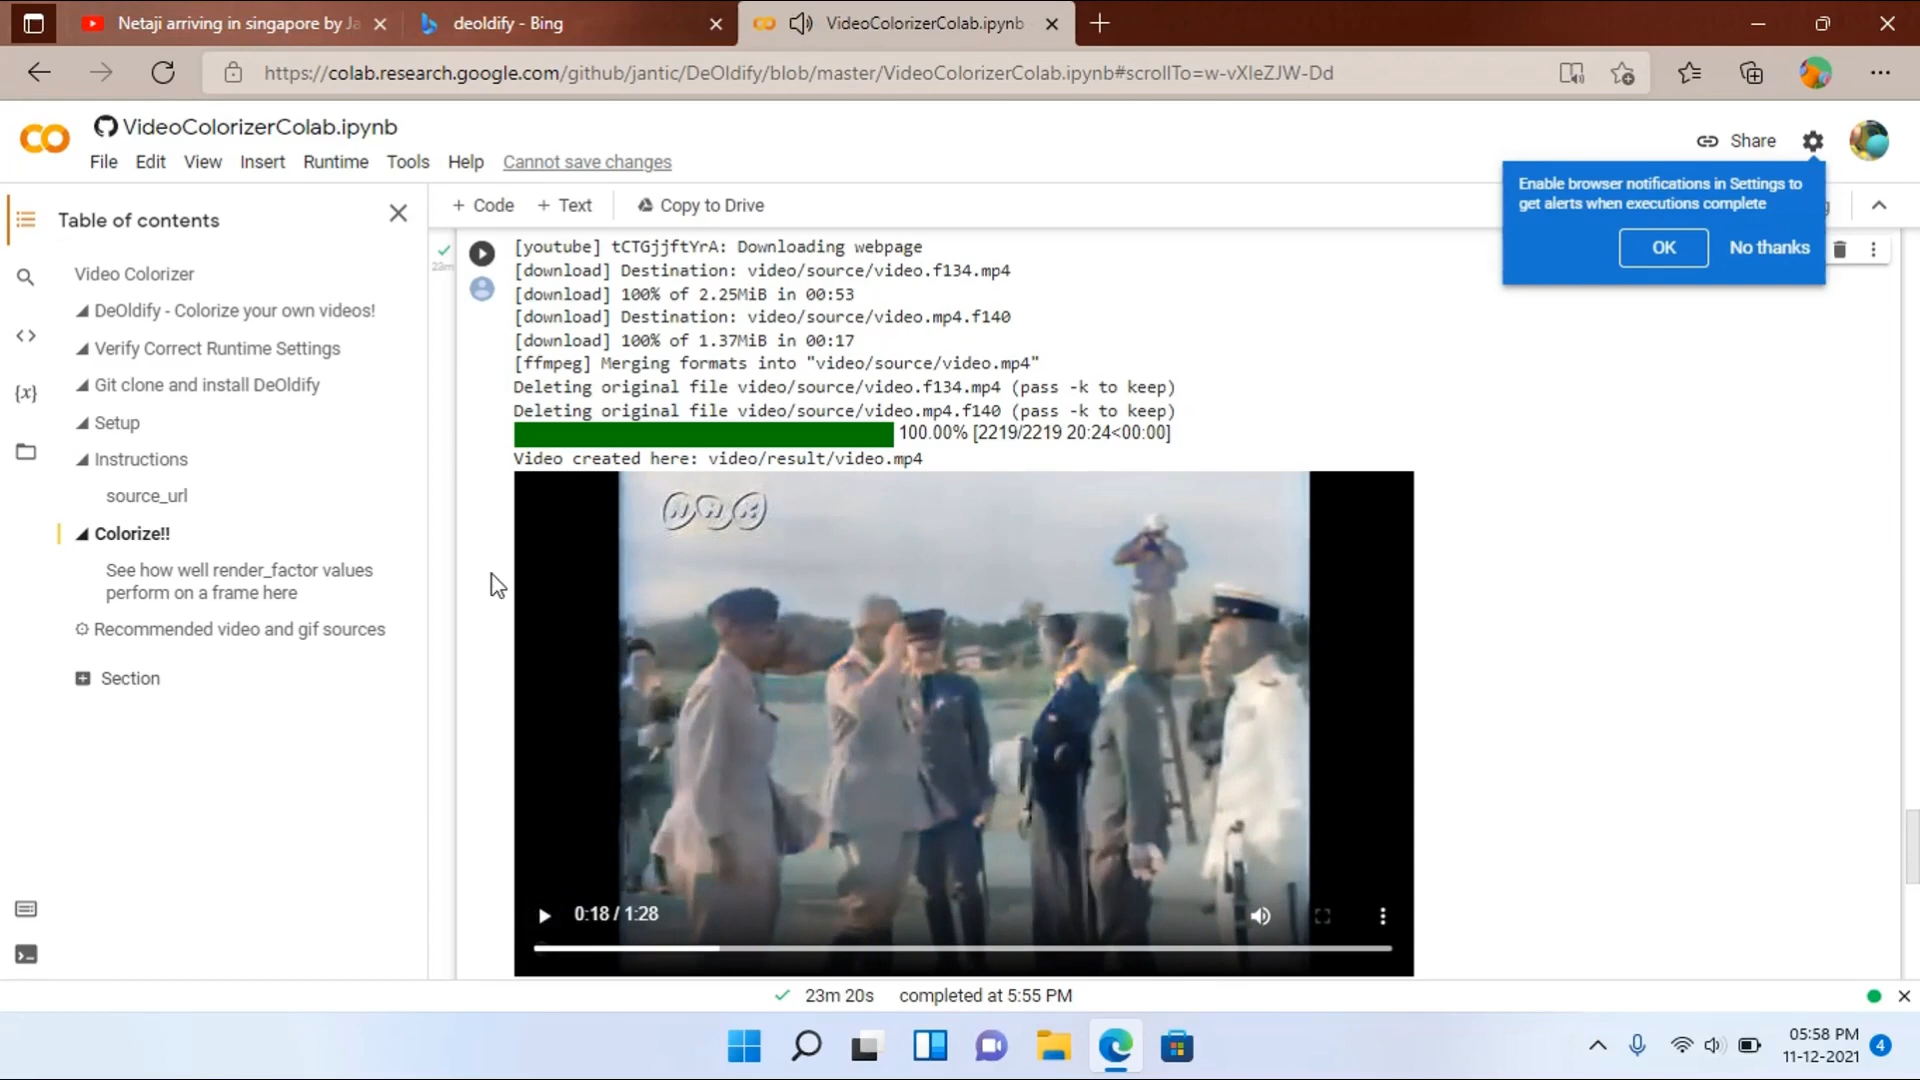 Netaji arriving in singapore by Ja
deoldify - Bing
VideoColorizerColab.ipynb
https://colab.research.google.com/github/jantic/DeOldify/blob/master/VideoColorizerColab.ipynb#scrollTo=w-vXleZJW-Dd
VideoColorizerColab.ipynb
Share
File Edit View Insert Runtime Tools Help Cannot save changes
Enable browser notifications in Settings to
get alerts when executions complete
OK No thanks
Table of contents
+ Code + Text Copy to Drive
Video Colorizer
DeOldify - Colorize your own videos!
Verify Correct Runtime Settings
Git clone and install DeOldify
Setup
Instructions
source_url
Colorize!!
See how well render_factor values
perform on a frame here
Recommended video and gif sources
Section
23m
[youtube] tCTGjjftYrA: Downloading webpage
[download] Destination: video/source/video.f134.mp4
[download] 100% of 2.25MiB in 00:53
[download] Destination: video/source/video.mp4.f140
[download] 100% of 1.37MiB in 00:17
[ffmpeg] Merging formats into "video/source/video.mp4"
Deleting original file video/source/video.f134.mp4 (pass -k to keep)
Deleting original file video/source/video.mp4.f140 (pass -k to keep)
100.00% [2219/2219 20:24<00:00]
Video created here: video/result/video.mp4
NHK
0:18 / 1:28
23m 20s completed at 5:55 PM
05:58 PM
11-12-2021
4